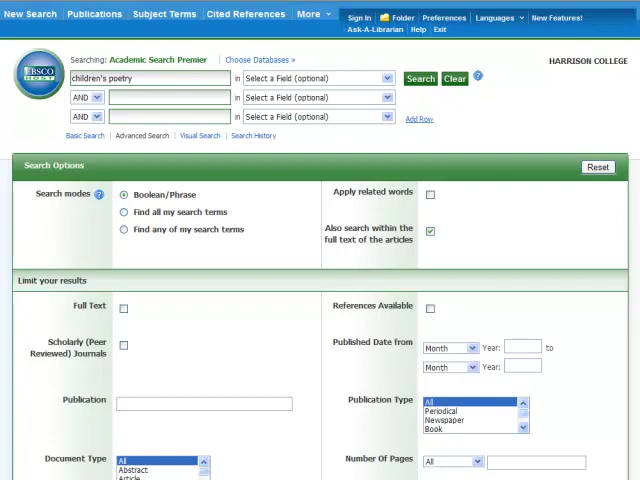 New Search Publications Subject Terms Cited References More
Sign In Folder Preferences Languages New Features!
Ask-A-Librarian Help Exit
EBSCO
HOST
Searching: Academic Search Premier Choose Databases »
HARRISON COLLEGE
children's poetry in Select a Field (optional) Search Clear ?
AND in Select a Field (optional)
AND in Select a Field (optional) Add Row
Basic Search Advanced Search Visual Search Search History
Search Options Reset
Search modes ? Boolean/Phrase
Find all my search terms
Find any of my search terms
Apply related words
Also search within the
full text of the articles
Limit your results
Full Text
References Available
Scholarly (Peer
Reviewed) Journals
Published Date from Month Year: to
Month Year:
Publication
Publication Type All
Periodical
Newspaper
Book
Document Type All
Abstract
Article
Number Of Pages All